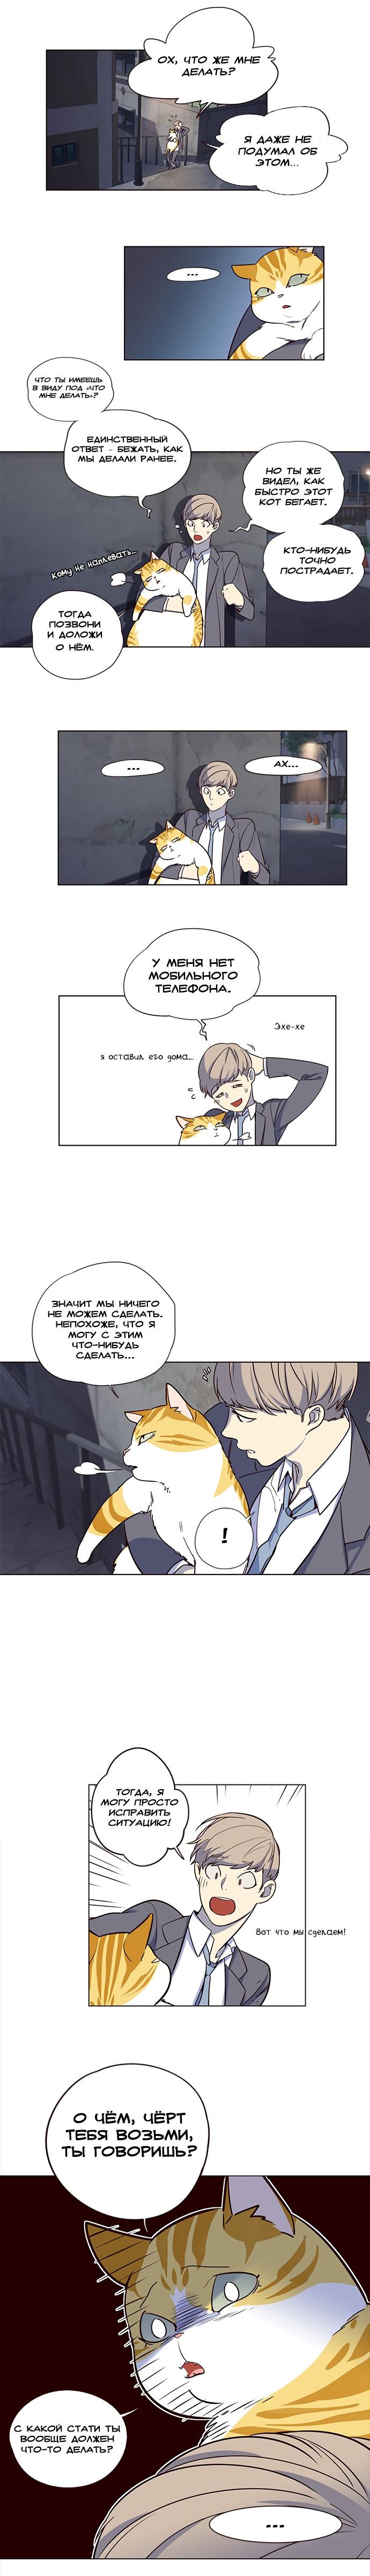 ОХ, ЧТО ЖЕ МНЕ
ДЕЛАТЬ?
Я ДАЖЕ НЕ
ПОДУМАЛ ОБ
ЭТОМ...
...
ЧТО ТЫ ИМЕЕШЬ
В ВИДУ ПОД «ЧТО
МНЕ ДЕЛАТЬ»?
ЕДИНСТВЕННЫЙ
ОТВЕТ - БЕЖАТЬ, КАК
МЫ ДЕЛАЛИ РАНЕЕ.
НО ТЫ ЖЕ
ВИДЕЛ, КАК
БЫСТРО ЭТОТ
КОТ БЕГАЕТ.
КТО-НИБУДЬ
ТОЧНО
ПОСТРАДАЕТ.
Кому не наплевать...
ТОГДА
ПОЗВОНИ
И ДОЛОЖИ
О НЁМ.
...
АХ...
У МЕНЯ НЕТ
МОБИЛЬНОГО
ТЕЛЕФОНА.
Эхе-хе
я оставил его дома...
ЗНАЧИТ МЫ НИЧЕГО
НЕ МОЖЕМ СДЕЛАТЬ.
НЕПОХОЖЕ, ЧТО Я
МОГУ С ЭТИМ
ЧТО-НИБУДЬ
СДЕЛАТЬ...
!
ТОГДА, Я
МОГУ ПРОСТО
ИСПРАВИТЬ
СИТУАЦИЮ!
Вот что мы сделаем!
О ЧЁМ, ЧЁРТ
ТЕБЯ ВОЗЬМИ,
ТЫ ГОВОРИШЬ?
С КАКОЙ СТАТИ ТЫ
ВООБЩЕ ДОЛЖЕН
ЧТО-ТО ДЕЛАТЬ?
...